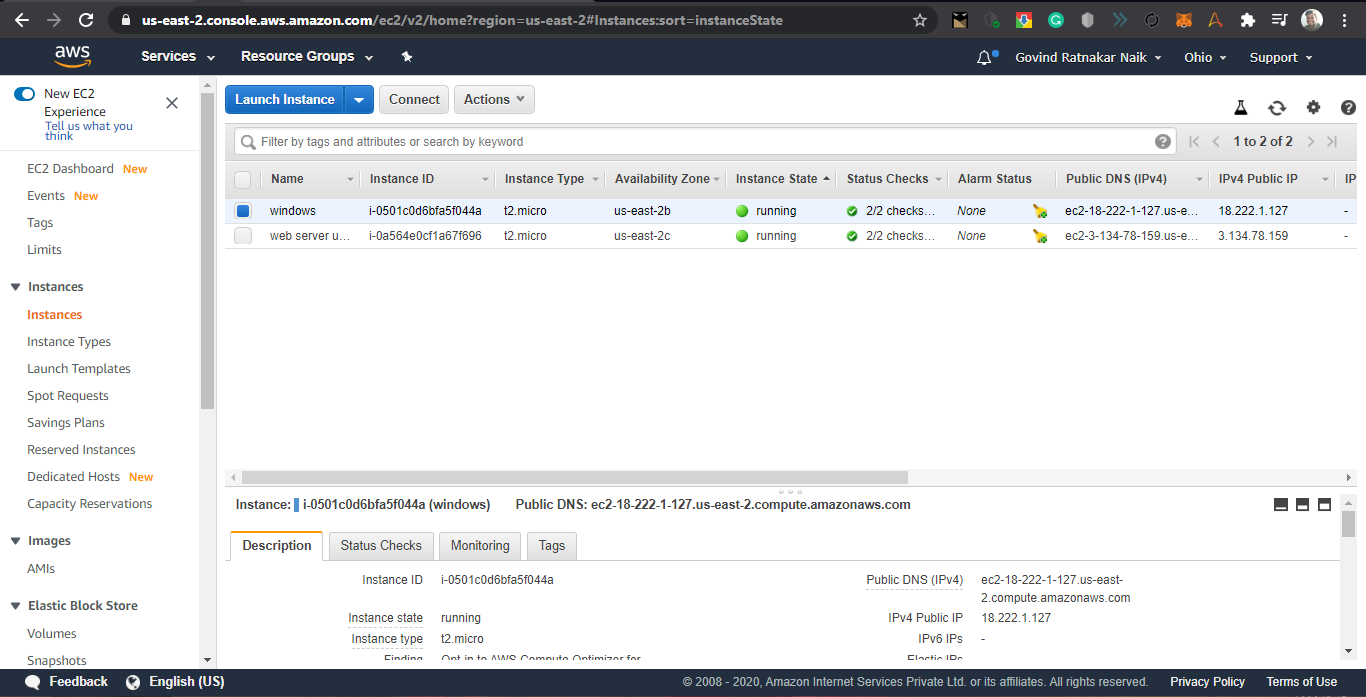 us-east-2.console.aws.amazon.com/ec2/v2/home?region=us-east-2#Instances:sort=instanceState
aws Services Resource Groups Govind Ratnakar Naik Ohio Support
New EC2
Experience
Tell us what you
think
EC2 Dashboard New
Events New
Tags
Limits
Instances
Instances
Instance Types
Launch Templates
Spot Requests
Savings Plans
Reserved Instances
Dedicated Hosts New
Capacity Reservations
Images
AMIs
Elastic Block Store
Volumes
Snapshots
Launch Instance Connect Actions
Filter by tags and attributes or search by keyword 1 to 2 of 2
Name Instance ID Instance Type Availability Zone Instance State Status Checks Alarm Status Public DNS (IPv4) IPv4 Public IP IP
windows i-0501c0d6bfa5f044a t2.micro us-east-2b running 2/2 checks... None ec2-18-222-1-127.us-e... 18.222.1.127 -
web server u... i-0a564e0cf1a67f696 t2.micro us-east-2c running 2/2 checks... None ec2-3-134-78-159.us-e... 3.134.78.159 -
Instance: i-0501c0d6bfa5f044a (windows) Public DNS: ec2-18-222-1-127.us-east-2.compute.amazonaws.com
Description Status Checks Monitoring Tags
Instance ID i-0501c0d6bfa5f044a
Instance state running
Instance type t2.micro
Finding Opt-in to AWS Compute Optimizer for
Public DNS (IPv4) ec2-18-222-1-127.us-east-
2.compute.amazonaws.com
IPv4 Public IP 18.222.1.127
IPv6 IPs -
Elastic IPs
Feedback English (US) © 2008 - 2020, Amazon Internet Services Private Ltd. or its affiliates. All rights reserved. Privacy Policy Terms of Use